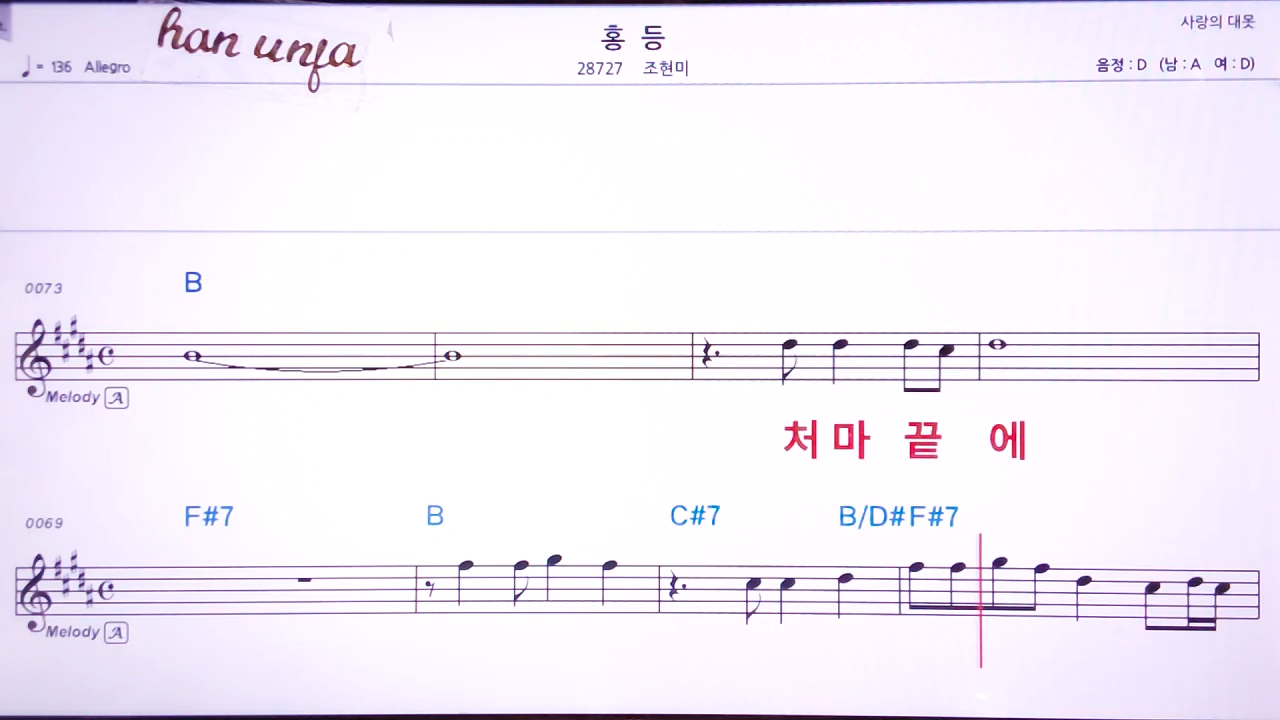 han unja
홍 등
사랑의 대못
♩= 136 Allegro
28727 조현미
음정 : D (남 : A 여 : D)
0073
B
Melody A
처 마 끝 에
0069
F#7 B C#7 B/D# F#7
Melody A